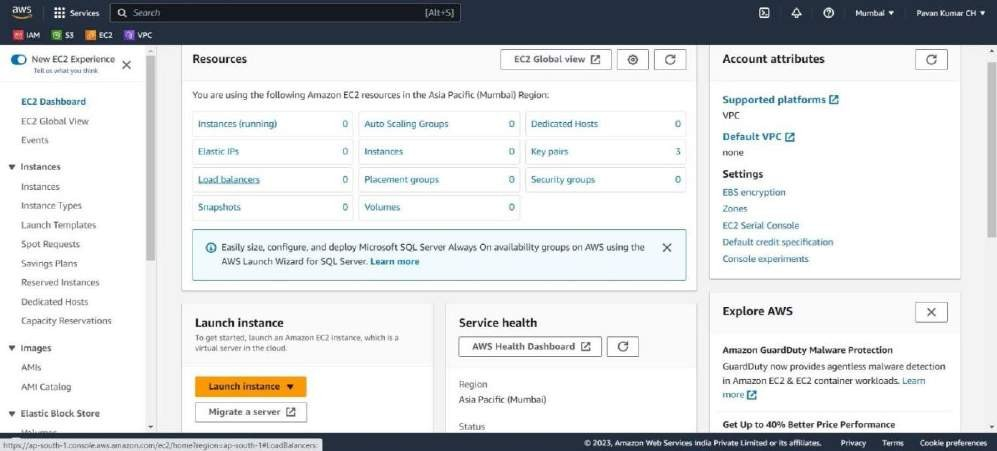 aws
Services
Search
[Alt+S]
Mumbai
Pavan Kumar CH
IAM
S3
EC2
VPC
New EC2 Experience
Tell us what you think
EC2 Dashboard
EC2 Global View
Events
Instances
Instances
Instance Types
Launch Templates
Spot Requests
Savings Plans
Reserved Instances
Dedicated Hosts
Capacity Reservations
Images
AMIs
AMI Catalog
Elastic Block Store
Volumes
Resources
EC2 Global view
You are using the following Amazon EC2 resources in the Asia Pacific (Mumbai) Region:
Instances (running) 0
Auto Scaling Groups 0
Dedicated Hosts 0
Elastic IPs 0
Instances 0
Key pairs 3
Load balancers 0
Placement groups 0
Security groups 0
Snapshots 0
Volumes 0
Easily size, configure, and deploy Microsoft SQL Server Always On availability groups on AWS using the
AWS Launch Wizard for SQL Server. Learn more
Launch instance
To get started, launch an Amazon EC2 instance, which is a
virtual server in the cloud.
Launch instance
Migrate a server
Service health
AWS Health Dashboard
Region
Asia Pacific (Mumbai)
Status
Account attributes
Supported platforms
VPC
Default VPC
none
Settings
EBS encryption
Zones
EC2 Serial Console
Default credit specification
Console experiments
Explore AWS
Amazon GuardDuty Malware Protection
GuardDuty now provides agentless malware detection
in Amazon EC2 & EC2 container workloads. Learn
more
Get Up to 40% Better Price Performance
https://ap-south-1.console.aws.amazon.com/ec2/home?region=ap-south-1#LoadBalancers:
© 2023, Amazon Web Services India Private Limited or its affiliates.
Privacy
Terms
Cookie preferences